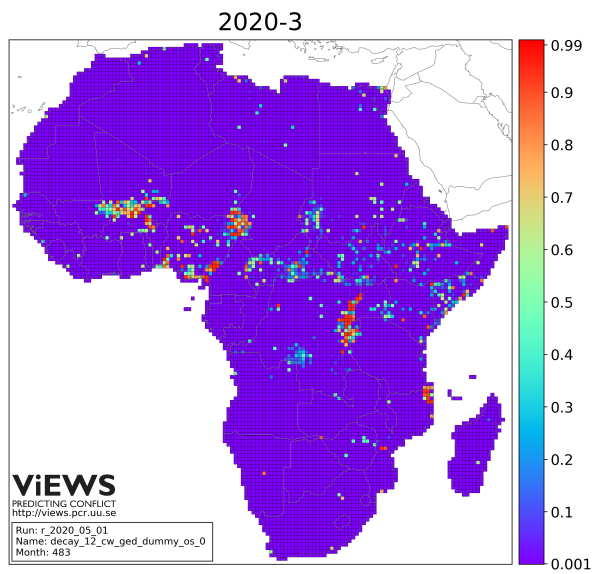 2020-3
0.99
0.9
0.8
0.7
0.6
0.5
0.4
0.3
0.2
0.1
0.001
ViEWS
PREDICTING CONFLICT
http://views.pcr.uu.se
Run: r_2020_05_01
Name: decay_12_cw_ged_dummy_os_0
Month: 483